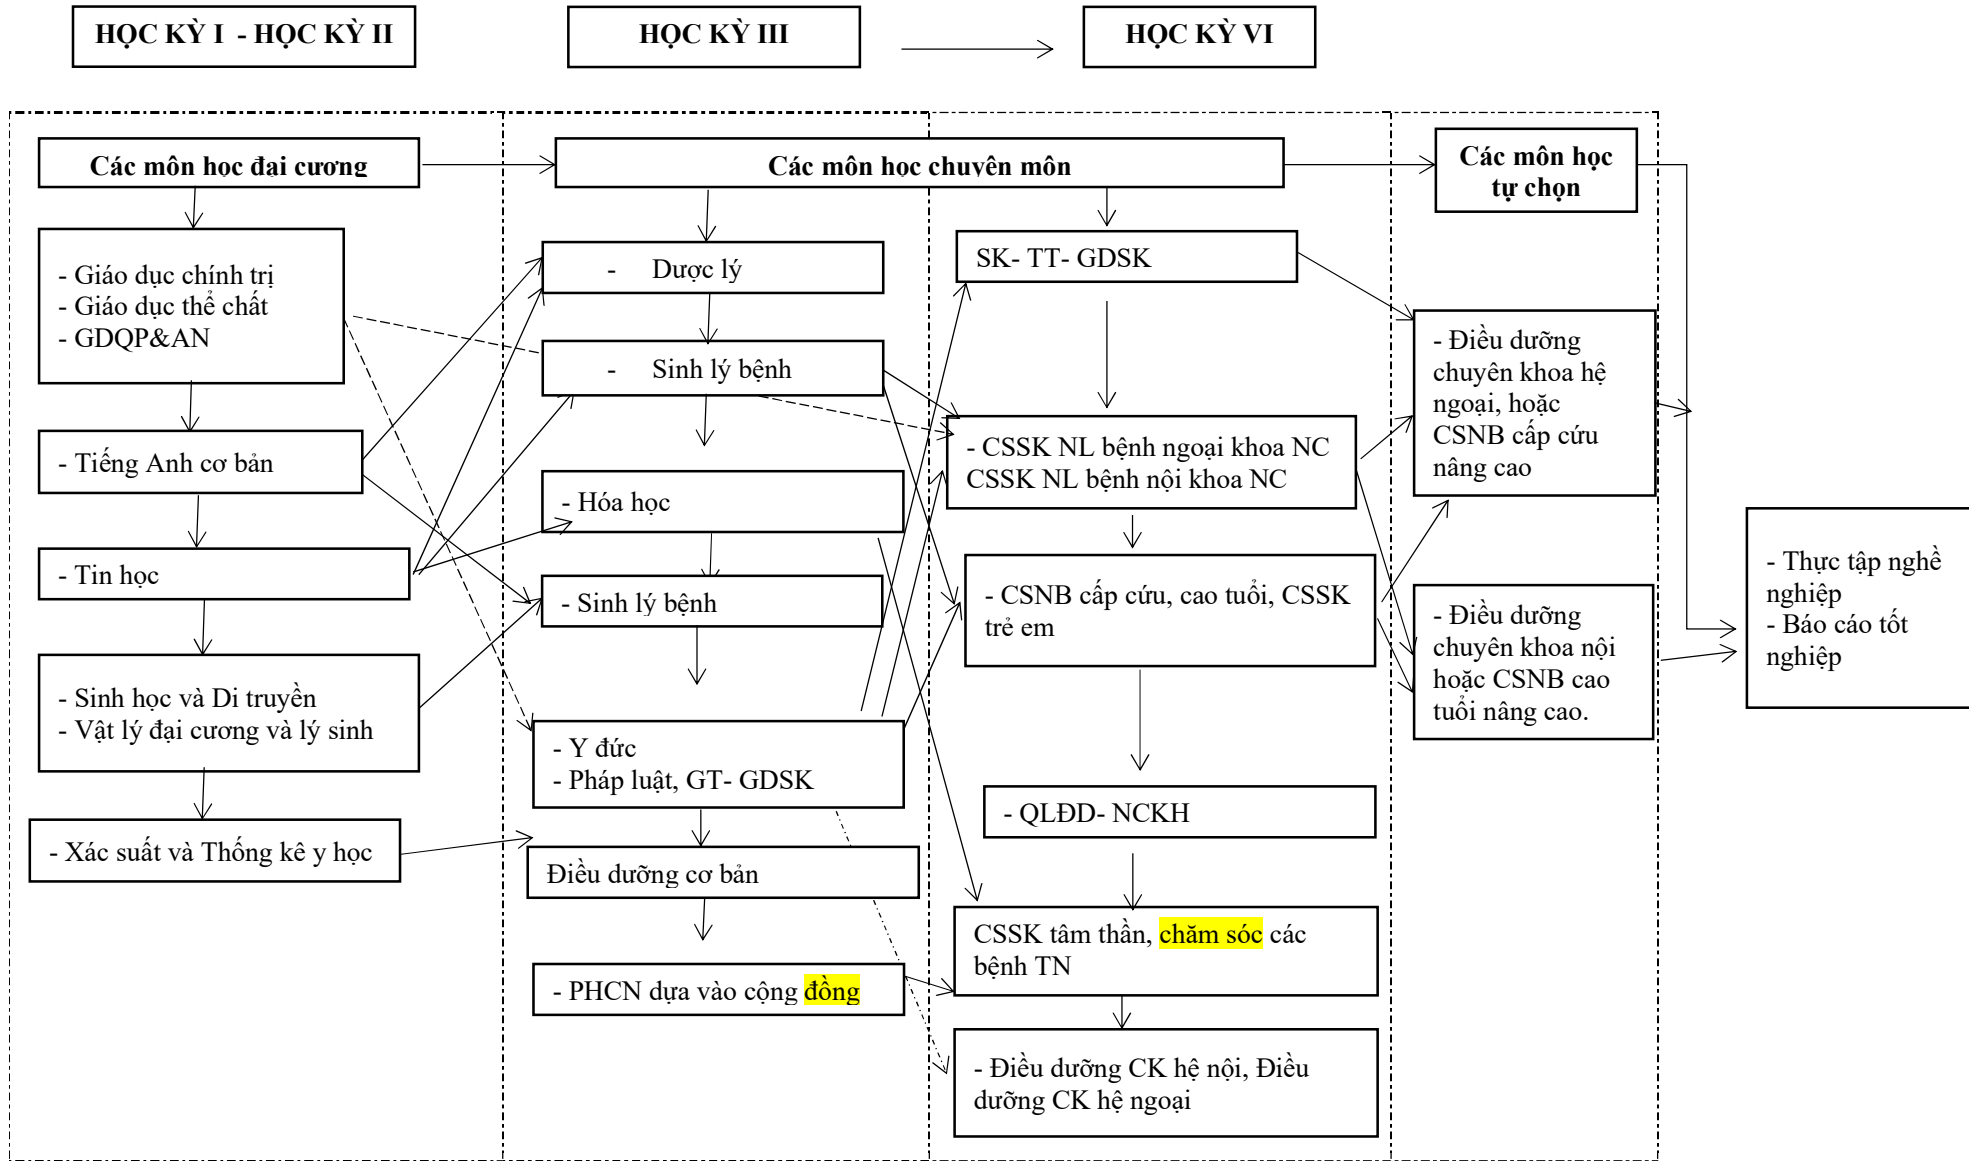 HỌC KỲ I - HỌC KỲ II
HỌC KỲ III
HỌC KỲ VI
Các môn học đại cương
Các môn học chuyên môn
Các môn học
tự chọn
- Giáo dục chính trị
- Giáo dục thể chất
- GDQP&AN
- Tiếng Anh cơ bản
- Tin học
- Sinh học và Di truyền
- Vật lý đại cương và lý sinh
- Xác suất và Thống kê y học
- Dược lý
- Sinh lý bệnh
- Hóa học
- Sinh lý bệnh
- Y đức
- Pháp luật, GT- GDSK
Điều dưỡng cơ bản
- PHCN dựa vào cộng đồng
SK- TT- GDSK
- CSSK NL bệnh ngoại khoa NC
CSSK NL bệnh nội khoa NC
- CSNB cấp cứu, cao tuổi, CSSK
trẻ em
- QLĐD- NCKH
CSSK tâm thần, chăm sóc các
bệnh TN
- Điều dưỡng CK hệ nội, Điều
dưỡng CK hệ ngoại
- Điều dưỡng
chuyên khoa hệ
ngoại, hoặc
CSNB cấp cứu
nâng cao
- Điều dưỡng
chuyên khoa nội
hoặc CSNB cao
tuổi nâng cao.
- Thực tập nghề
nghiệp
- Báo cáo tốt
nghiệp